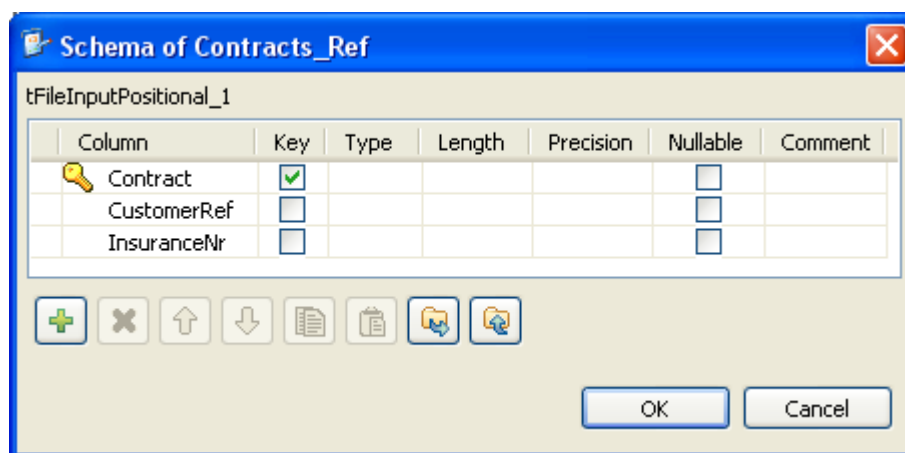 Schema of Contracts_Ref
tFileInputPositional_1
Column Key Type Length Precision Nullable Comment
Contract
CustomerRef
InsuranceNr
OK Cancel